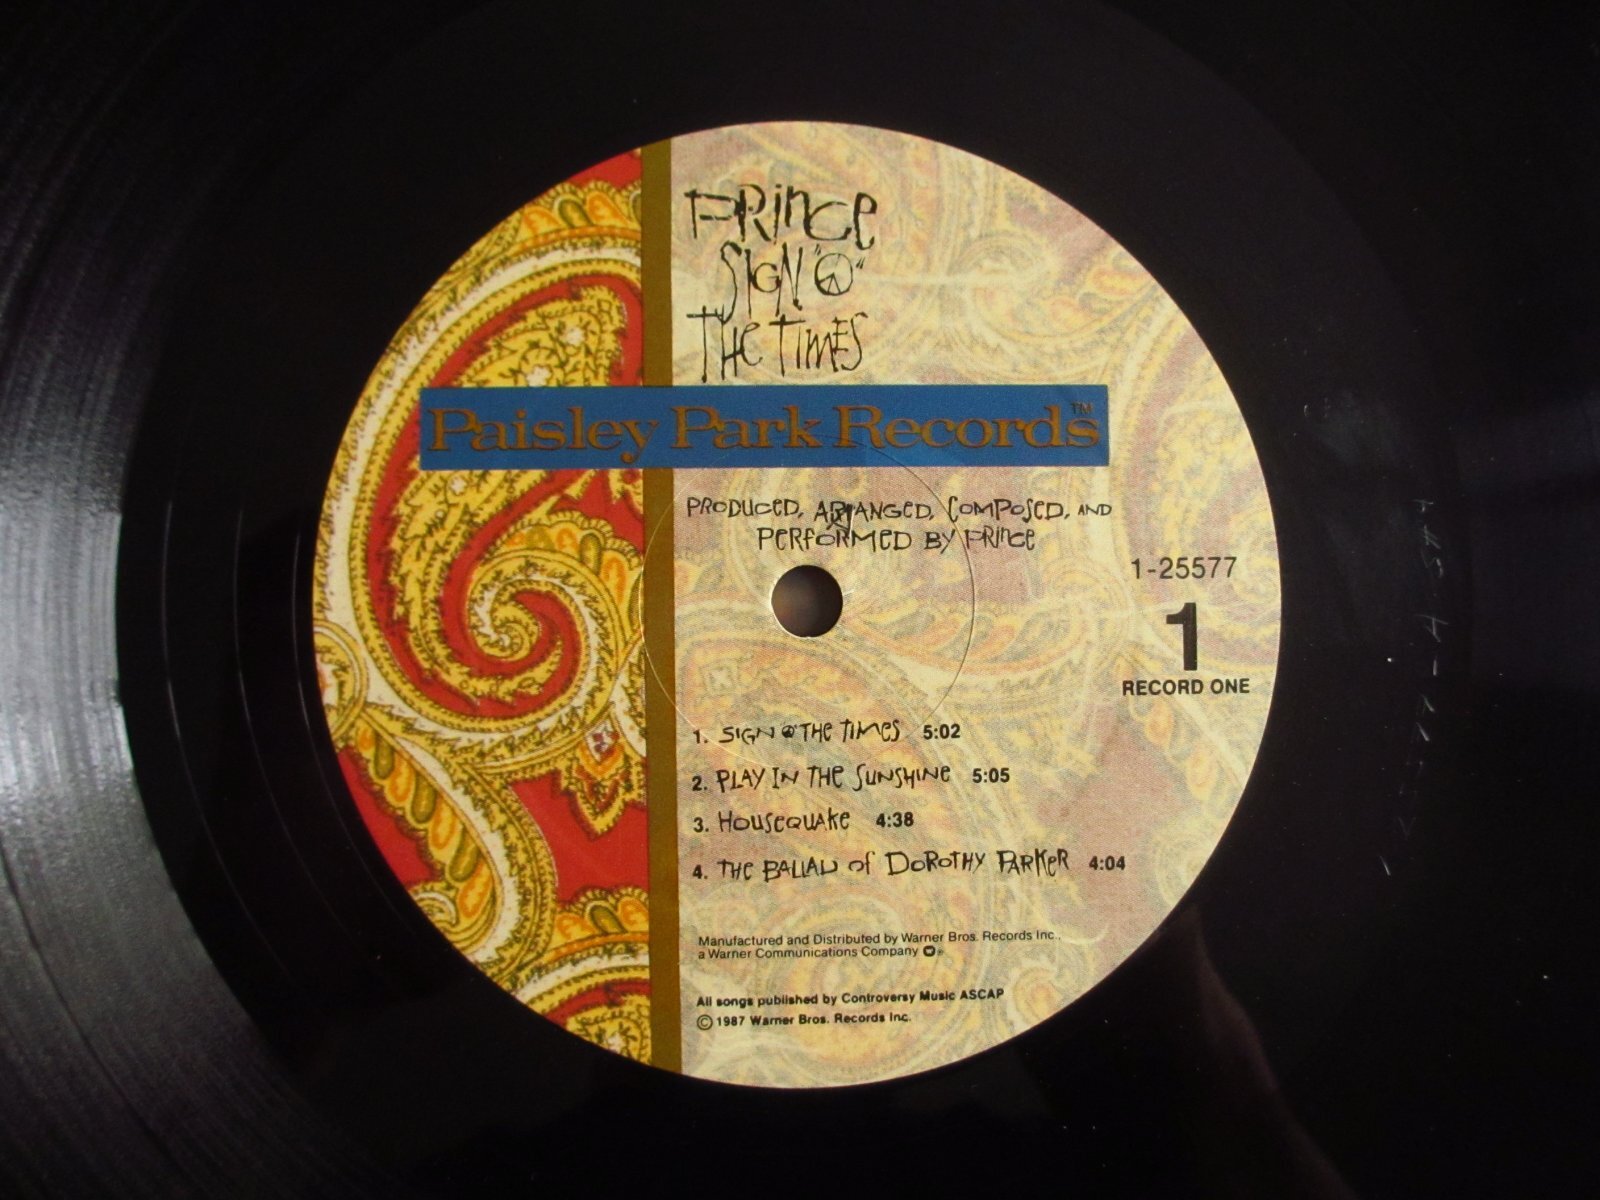 Prince
Sign "☮"
The Times
Paisley Park Records™
Produced, Arranged, Composed, and
Performed by Prince
1-25577
1
RECORD ONE
1. Sign ☮ The Times 5:02
2. Play In The Sunshine 5:05
3. Housequake 4:38
4. The Ballad of Dorothy Parker 4:04
Manufactured and Distributed by Warner Bros. Records Inc.,
a Warner Communications Company
All songs published by Controversy Music ASCAP
© 1987 Warner Bros. Records Inc.